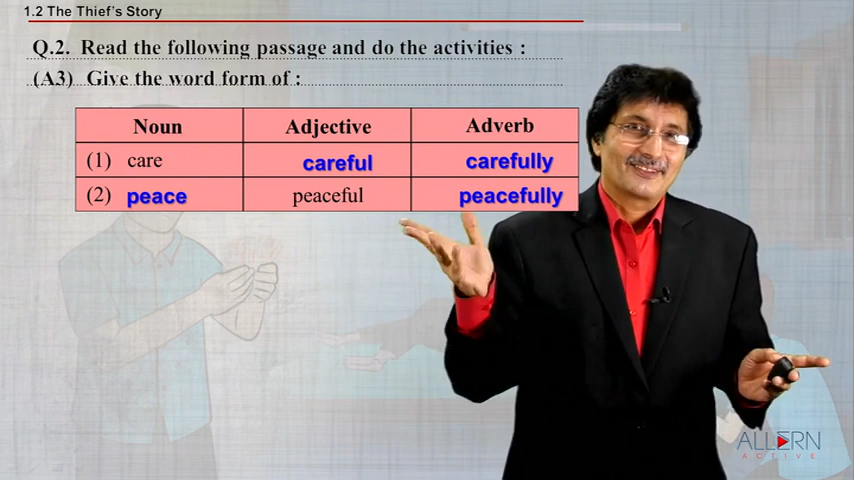 1.2 The Thief's Story
Q.2. Read the following passage and do the activities :
(A3) Give the word form of :
Noun Adjective Adverb
(1) care careful carefully
(2) peace peaceful peacefully
ALLERN
ACTIVE